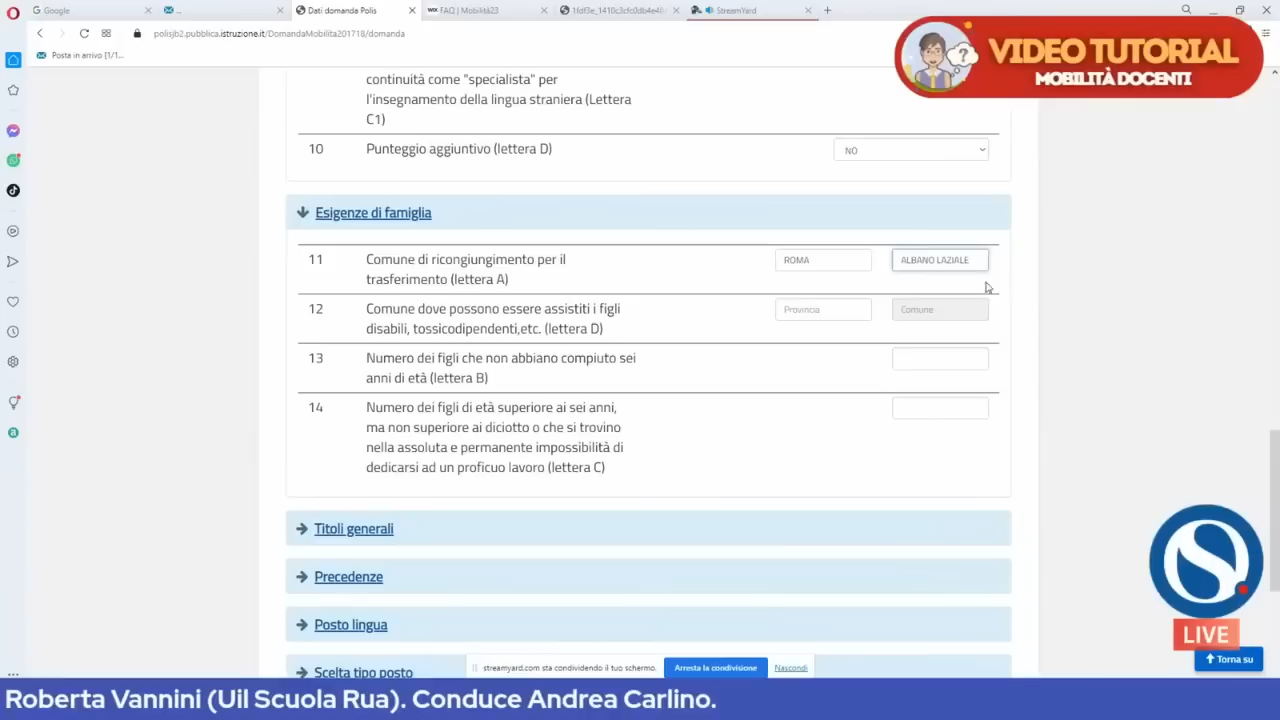 Google
Dati domanda Polis
WIX FAQ | Mobilità23
StreamYard
polisjb2.pubblica.istruzione.it/DomandaMobilita201718/domanda
Posta in arrivo [1/1...
VIDEO TUTORIAL
MOBILITÀ DOCENTI
continuità come "specialista" per
l'insegnamento della lingua straniera (Lettera
C1)
10 Punteggio aggiuntivo (lettera D) NO
Esigenze di famiglia
11 Comune di ricongiungimento per il ROMA ALBANO LAZIALE
trasferimento (lettera A)
12 Comune dove possono essere assistiti i figli Provincia Comune
disabili, tossicodipendenti,etc. (lettera D)
13 Numero dei figli che non abbiano compiuto sei
anni di età (lettera B)
14 Numero dei figli di età superiore ai sei anni,
ma non superiore ai diciotto o che si trovino
nella assoluta e permanente impossibilità di
dedicarsi ad un proficuo lavoro (lettera C)
Titoli generali
Precedenze
Posto lingua
Scelta tipo posto
streamyard.com sta condividendo il tuo schermo. Arresta la condivisione Nascondi
LIVE
Torna su
Roberta Vannini (Uil Scuola Rua). Conduce Andrea Carlino.